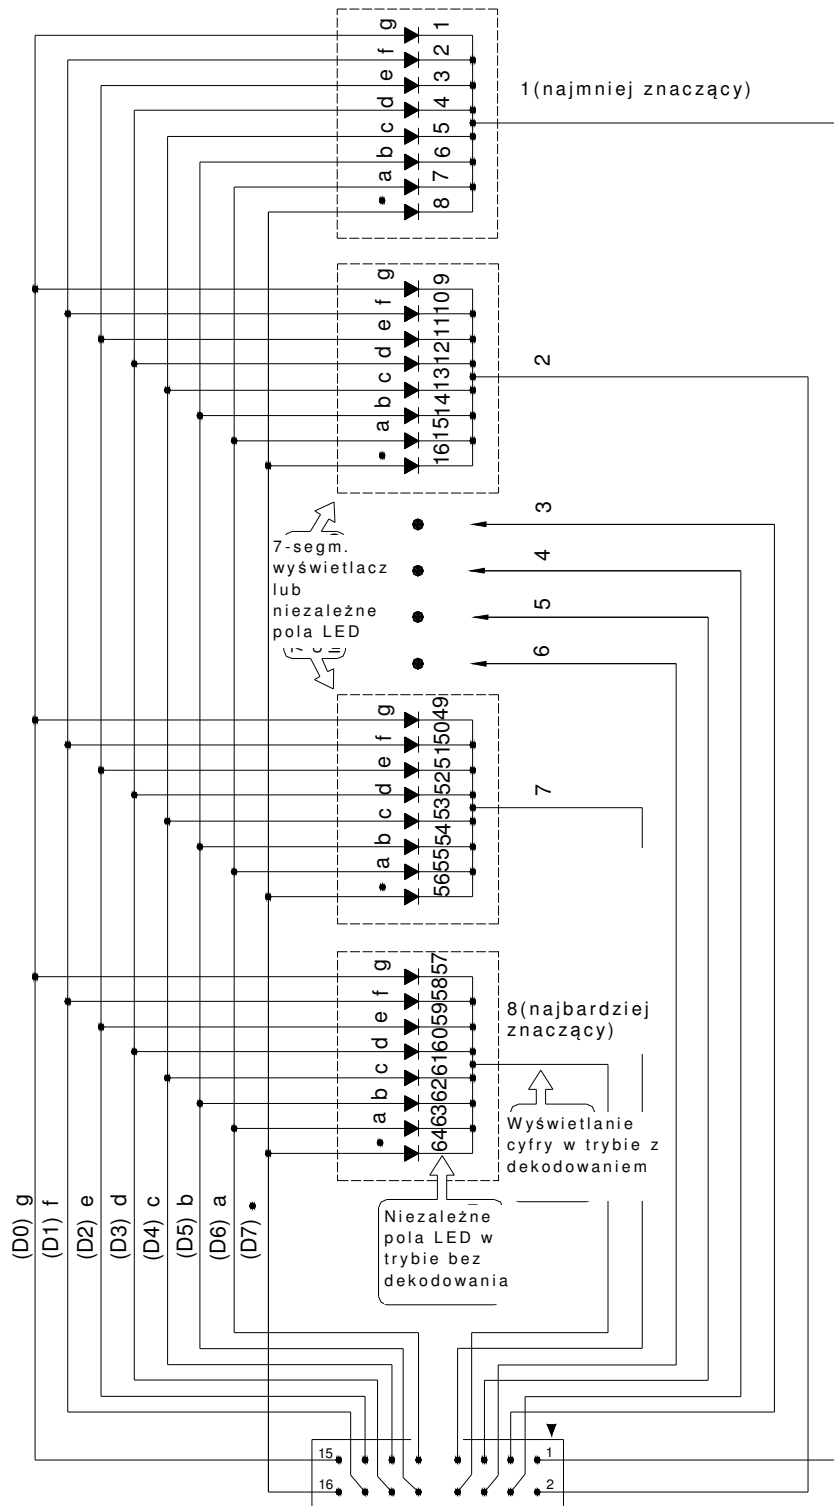 g 1
f 2
e 3
d 4
c 5
b 6
a 7
• 8
1(najmniej znaczący)
g 9
f 10
e 11
d 12
c 13
b 14
a 15
• 16
2
3
4
5
6
7-segm.
wyświetlacz
lub
niezależne
pola LED
g 49
f 50
e 51
d 52
c 53
b 54
a 55
• 56
7
g 57
f 58
e 59
d 60
c 61
b 62
a 63
• 64
8(najbardziej
znaczący)
Wyświetlanie
cyfry w trybie z
dekodowaniem
Niezależne
pola LED w
trybie bez
dekodowania
(D0) g
(D1) f
(D2) e
(D3) d
(D4) c
(D5) b
(D6) a
(D7) •
15
1
16
2